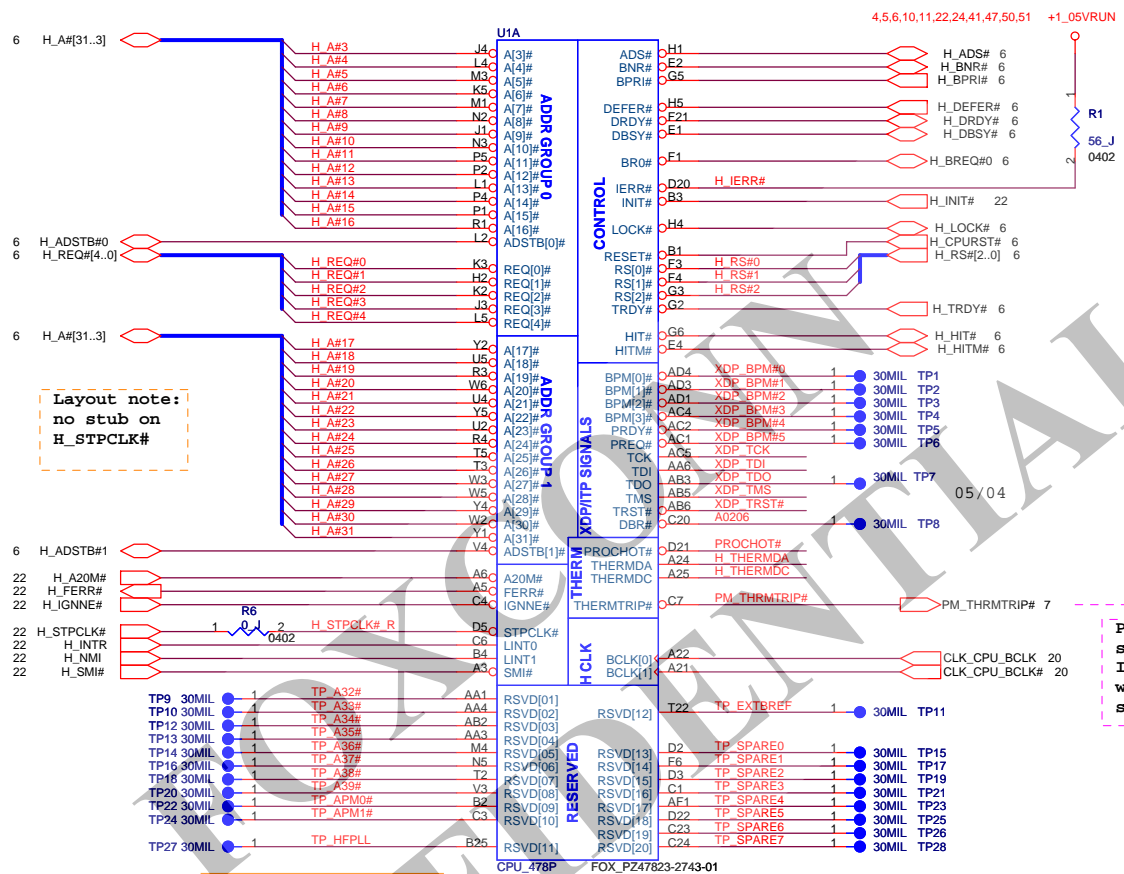 4,5,6,10,11,22,24,41,47,50,51 +1_05VRUN
U1A
6 H_A#[31..3]
H_A#3 J4 A[3]#
H_A#4 L4 A[4]#
H_A#5 M3 A[5]#
H_A#6 K5 A[6]#
H_A#7 M1 A[7]#
H_A#8 N2 A[8]#
H_A#9 J1 A[9]#
H_A#10 N3 A[10]#
H_A#11 P5 A[11]#
H_A#12 P2 A[12]#
H_A#13 L1 A[13]#
H_A#14 P4 A[14]#
H_A#15 P1 A[15]#
H_A#16 R1 A[16]#
6 H_ADSTB#0 L2 ADSTB[0]#
6 H_REQ#[4..0]
H_REQ#0 K3 REQ[0]#
H_REQ#1 H2 REQ[1]#
H_REQ#2 K2 REQ[2]#
H_REQ#3 J3 REQ[3]#
H_REQ#4 L5 REQ[4]#
ADDR GROUP 0
6 H_A#[31..3]
H_A#17 Y2 A[17]#
H_A#18 U5 A[18]#
H_A#19 R3 A[19]#
H_A#20 W6 A[20]#
H_A#21 U4 A[21]#
H_A#22 Y5 A[22]#
H_A#23 U2 A[23]#
H_A#24 R4 A[24]#
H_A#25 T5 A[25]#
H_A#26 T3 A[26]#
H_A#27 W3 A[27]#
H_A#28 W5 A[28]#
H_A#29 Y4 A[29]#
H_A#30 W2 A[30]#
H_A#31 Y1 A[31]#
6 H_ADSTB#1 V4 ADSTB[1]#
ADDR GROUP 1
Layout note:
no stub on
H_STPCLK#
22 H_A20M# A6 A20M#
22 H_FERR# A5 FERR#
22 H_IGNNE# C4 IGNNE#
R6
22 H_STPCLK# 1 0_J 2 H_STPCLK#_R D5 STPCLK#
0402
22 H_INTR C6 LINT0
22 H_NMI B4 LINT1
22 H_SMI# A3 SMI#
TP9 30MIL 1 TP_A32# AA1 RSVD[01]
TP10 30MIL 1 TP_A33# AA4 RSVD[02]
TP12 30MIL 1 TP_A34# AB2 RSVD[03]
TP13 30MIL 1 TP_A35# AA3 RSVD[04]
TP14 30MIL 1 TP_A36# M4 RSVD[05]
TP16 30MIL 1 TP_A37# N5 RSVD[06]
TP18 30MIL 1 TP_A38# T2 RSVD[07]
TP20 30MIL 1 TP_A39# V3 RSVD[08]
TP22 30MIL 1 TP_APM0# B2 RSVD[09]
TP24 30MIL 1 TP_APM1# C3 RSVD[10]
TP27 30MIL 1 TP_HFPLL B25 RSVD[11]
RESERVED
CONTROL
ADS# H1 H_ADS# 6
BNR# E2 H_BNR# 6
BPRI# G5 H_BPRI# 6
DEFER# H5 H_DEFER# 6
DRDY# F21 H_DRDY# 6
DBSY# E1 H_DBSY# 6
BR0# F1 H_BREQ#0 6
IERR# D20 H_IERR#
INIT# B3 H_INIT# 22
LOCK# H4 H_LOCK# 6
RESET# B1 H_CPURST# 6
H_RS#[2..0] 6
RS[0]# F3 H_RS#0
RS[1]# F4 H_RS#1
RS[2]# G3 H_RS#2
TRDY# G2 H_TRDY# 6
HIT# G6 H_HIT# 6
HITM# E4 H_HITM# 6
1
R1
56_J
2 0402
XDP/ITP SIGNALS
BPM[0]# AD4 XDP_BPM#0 1 30MIL TP1
BPM[1]# AD3 XDP_BPM#1 1 30MIL TP2
BPM[2]# AD1 XDP_BPM#2 1 30MIL TP3
BPM[3]# AC4 XDP_BPM#3 1 30MIL TP4
PRDY# AC2 XDP_BPM#4 1 30MIL TP5
PREQ# AC1 XDP_BPM#5 1 30MIL TP6
TCK AC5 XDP_TCK
TDI AA6 XDP_TDI
TDO AB3 XDP_TDO 1 30MIL TP7
TMS AB5 XDP_TMS
TRST# AB6 XDP_TRST#
DBR# C20 A0206 1 30MIL TP8
05/04
THERM
PROCHOT# D21 PROCHOT#
THERMDA A24 H_THERMDA
THERMDC A25 H_THERMDC
THERMTRIP# C7 PM_THRMTRIP# PM_THRMTRIP# 7
H CLK
BCLK[0] A22 CLK_CPU_BCLK 20
BCLK[1] A21 CLK_CPU_BCLK# 20
RSVD[12] T22 TP_EXTBREF 1 30MIL TP11
RSVD[13] D2 TP_SPARE0 1 30MIL TP15
RSVD[14] F6 TP_SPARE1 1 30MIL TP17
RSVD[15] D3 TP_SPARE2 1 30MIL TP19
RSVD[16] C1 TP_SPARE3 1 30MIL TP21
RSVD[17] AF1 TP_SPARE4 1 30MIL TP23
RSVD[18] D22 TP_SPARE5 1 30MIL TP25
RSVD[19] C23 TP_SPARE6 1 30MIL TP26
RSVD[20] C24 TP_SPARE7 1 30MIL TP28
CPU_478P FOX_PZ47823-2743-01
FOXCONN